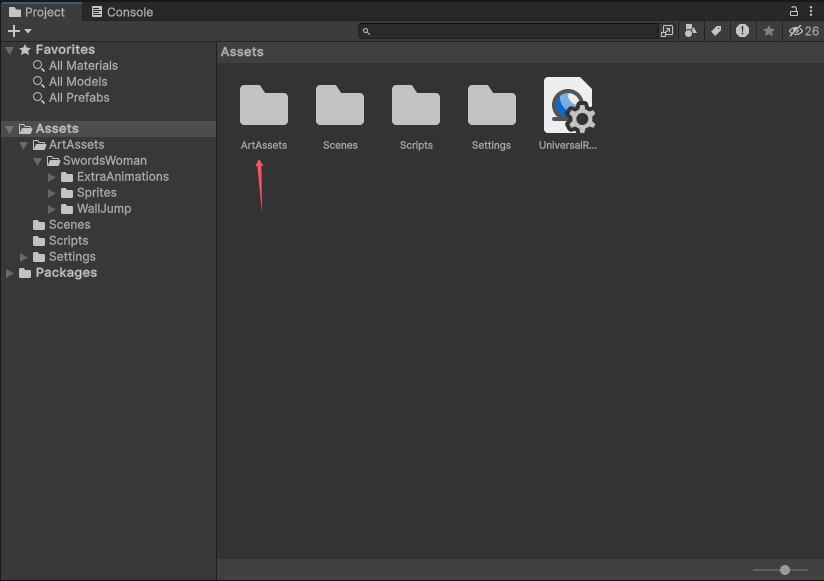 Project
Console
26
Favorites
All Materials
All Models
All Prefabs
Assets
ArtAssets
SwordsWoman
ExtraAnimations
Sprites
WallJump
Scenes
Scripts
Settings
Packages
Assets
ArtAssets
Scenes
Scripts
Settings
UniversalR...